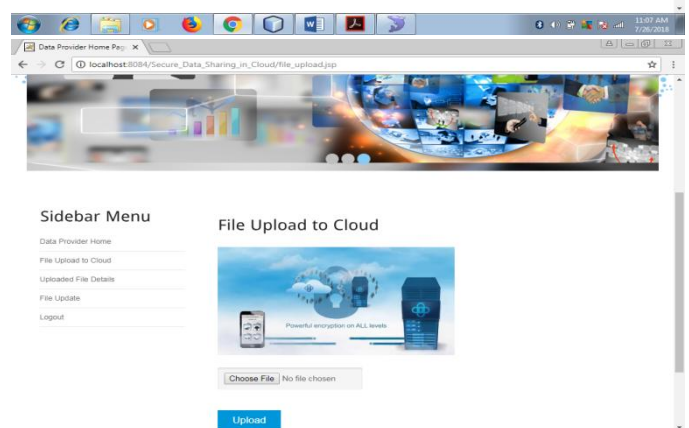 11:07 AM
7/26/2018
Data Provider Home Pag
localhost:8084/Secure_Data_Sharing_in_Cloud/file_upload.jsp
Sidebar Menu
Data Provider Home
File Upload to Cloud
Uploaded File Details
File Update
Logout
File Upload to Cloud
Powerful encryption on ALL levels
Choose File No file chosen
Upload